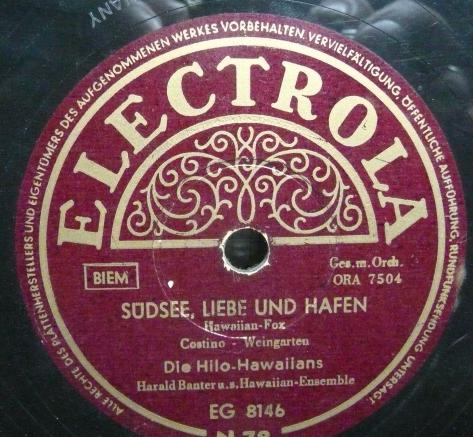 ALLE RECHTE DES PLATTENHERSTELLERS UND EIGENTÜMERS DES AUFGENOMMENEN WERKES VORBEHALTEN. VERVIELFÄLTIGUNG, ÖFFENTLICHE AUFFÜHRUNG, RUNDFUNKSENDUNG UNTERSAGT.
ELECTROLA
BIEM
Ges. m. Orch.
ORA 7504
SÜDSEE, LIEBE UND HAFEN
Hawaiian-Fox
Costino - Weingarten
Die Hilo-Hawaiians
Harald Banter u. s. Hawaiian-Ensemble
EG 8146
N 78